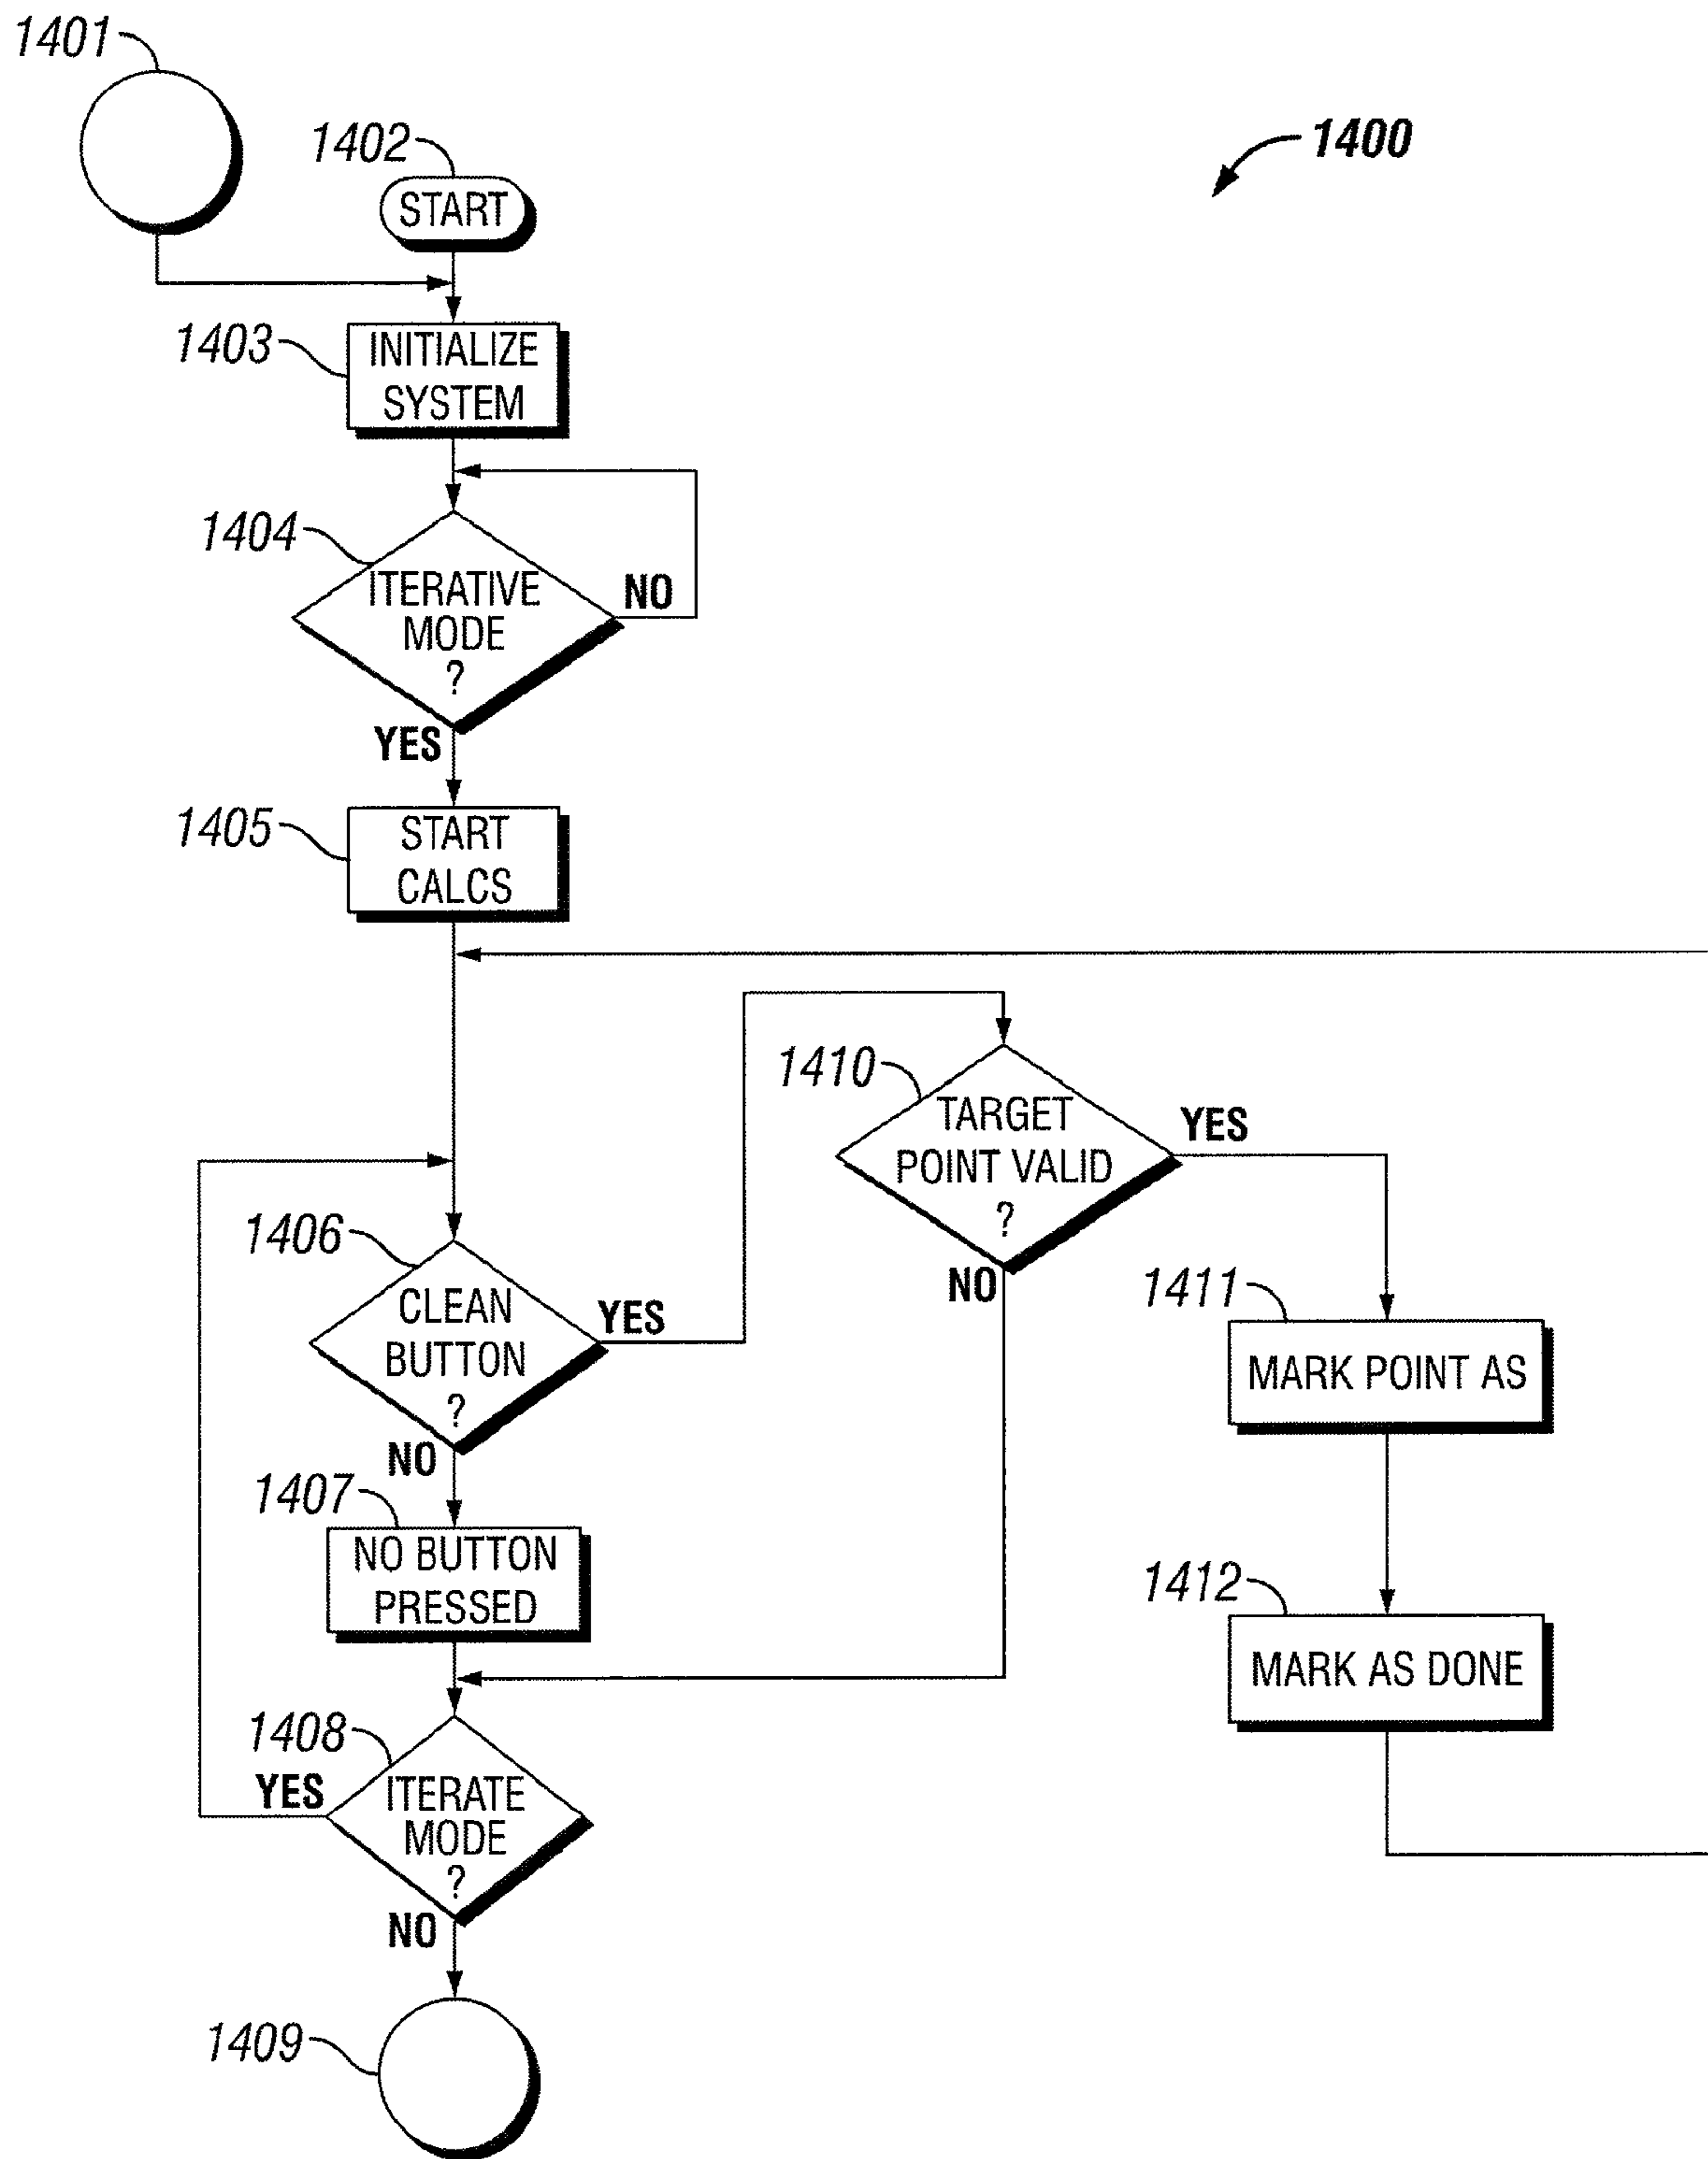 1401
1402
START
1400
1403
INITIALIZE
SYSTEM
1404
ITERATIVE
MODE
?
NO
YES
1405
START
CALCS
1410
TARGET
POINT VALID
?
YES
NO
1406
CLEAN
BUTTON
?
YES
NO
1411
MARK POINT AS
1407
NO BUTTON
PRESSED
1412
MARK AS DONE
1408
YES
ITERATE
MODE
?
NO
1409